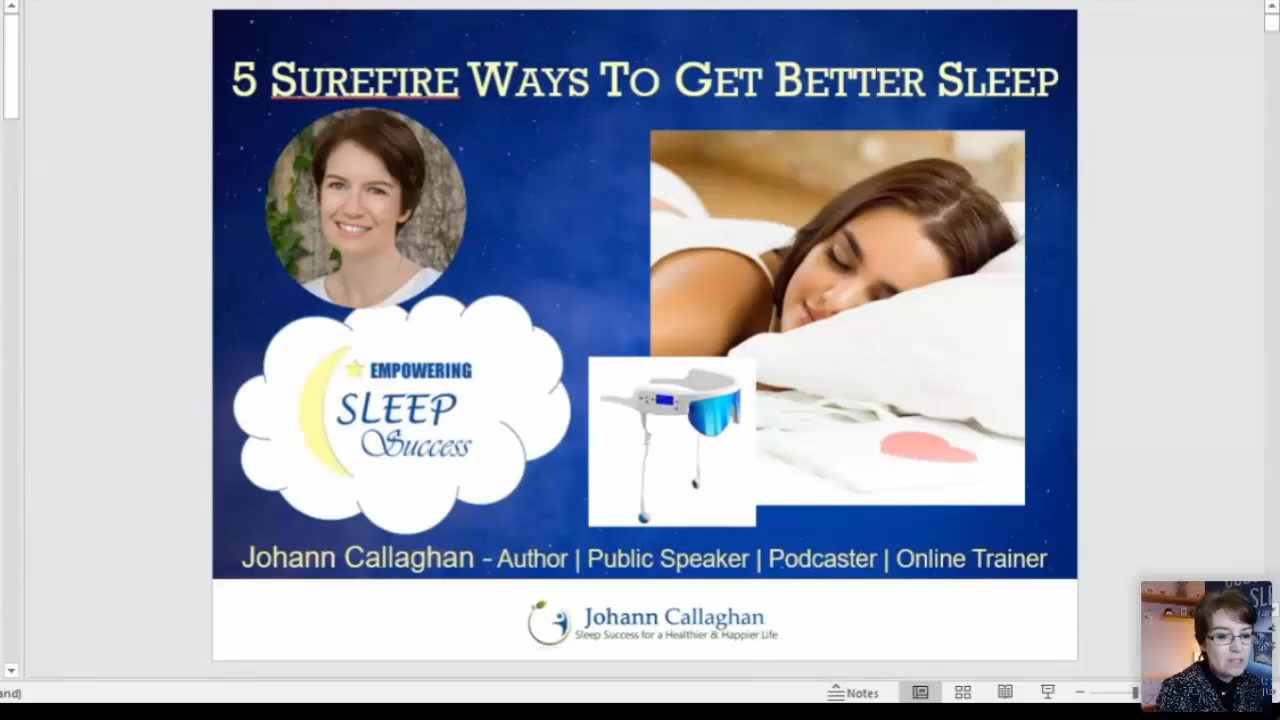 5 Surefire Ways To Get Better Sleep
EMPOWERING
SLEEP
Success
Johann Callaghan - Author | Public Speaker | Podcaster | Online Trainer
Johann Callaghan
Sleep Success for a Healthier & Happier Life
and)
Notes